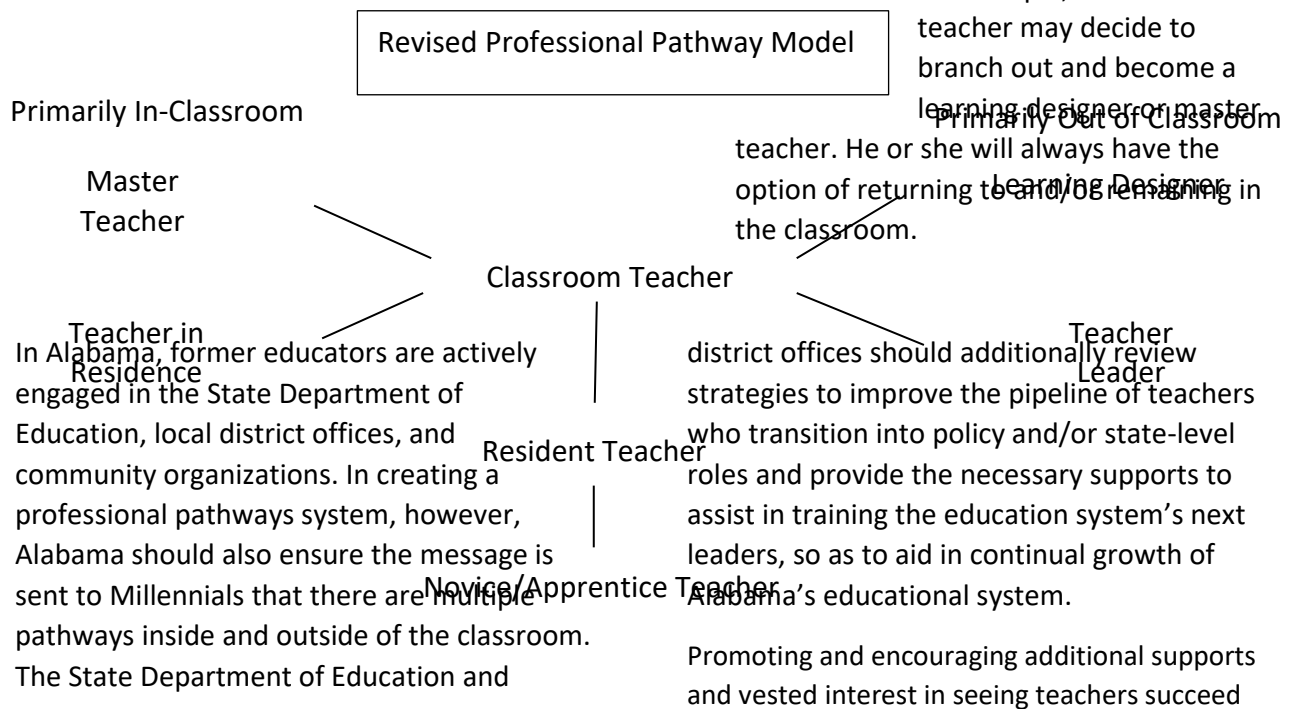 Revised Professional Pathway Model
teacher may decide to
branch out and become a
learning designer or master
teacher. He or she will always have the
option of returning to and/or remaining in
the classroom.
Primarily In-Classroom
Primarily Out of Classroom
Master
Teacher
Learning Designer
Classroom Teacher
Teacher in
Residence
Teacher
Leader
Resident Teacher
Novice/Apprentice Teacher
In Alabama, former educators are actively
engaged in the State Department of
Education, local district offices, and
community organizations. In creating a
professional pathways system, however,
Alabama should also ensure the message is
sent to Millennials that there are multiple
pathways inside and outside of the classroom.
The State Department of Education and
district offices should additionally review
strategies to improve the pipeline of teachers
who transition into policy and/or state-level
roles and provide the necessary supports to
assist in training the education system's next
leaders, so as to aid in continual growth of
Alabama's educational system.
Promoting and encouraging additional supports
and vested interest in seeing teachers succeed